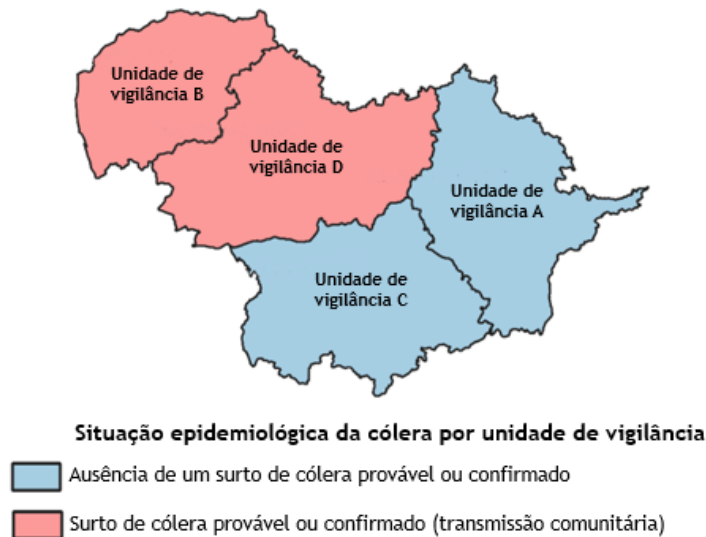 Unidade de
vigilância B
Unidade de
vigilância D
Unidade de
vigilância A
Unidade de
vigilância C
Situação epidemiológica da cólera por unidade de vigilância
Ausência de um surto de cólera provável ou confirmado
Surto de cólera provável ou confirmado (transmissão comunitária)